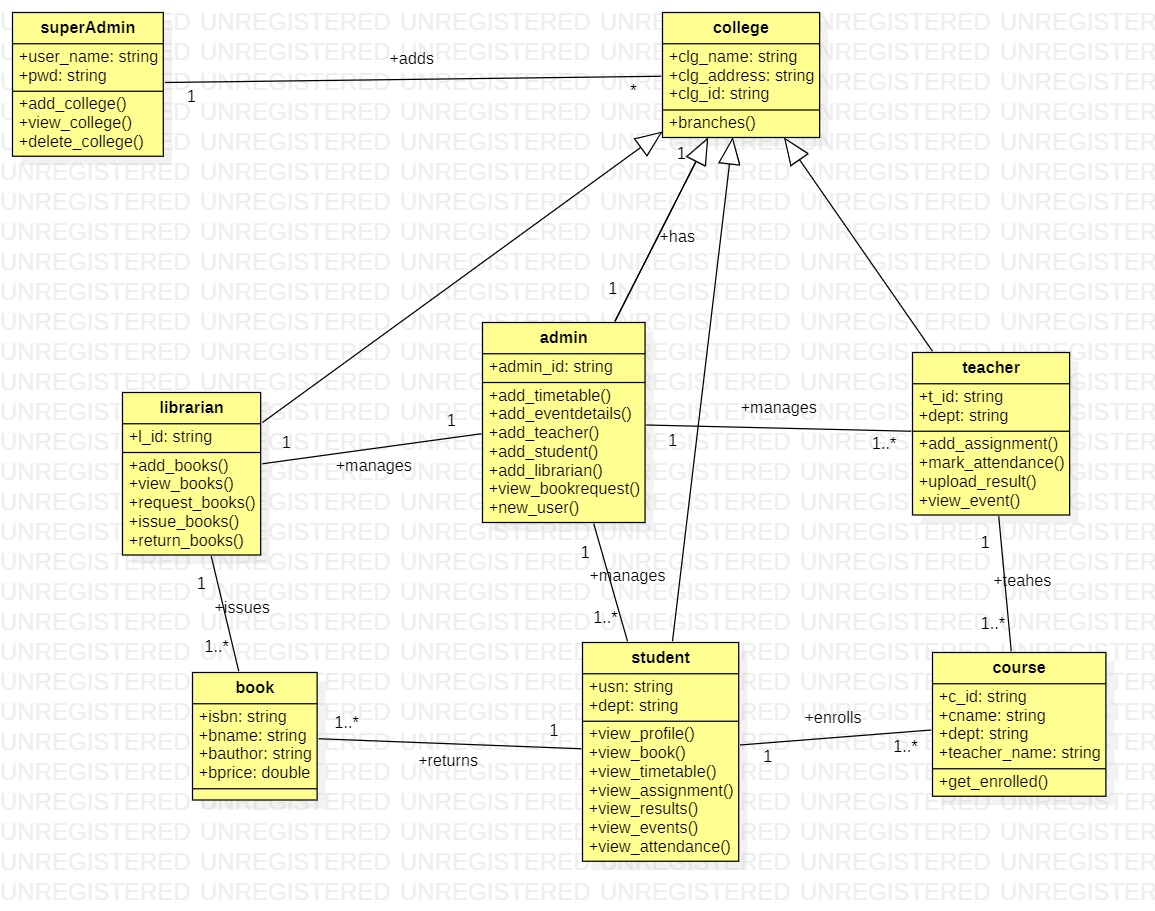 superAdmin
+user_name: string
+pwd: string
+add_college()
+view_college()
+delete_college()
+adds
1
*
college
+clg_name: string
+clg_address: string
+clg_id: string
+branches()
1
+has
1
admin
+admin_id: string
+add_timetable()
+add_eventdetails()
+add_teacher()
+add_student()
+add_librarian()
+view_bookrequest()
+new_user()
librarian
+l_id: string
+add_books()
+view_books()
+request_books()
+issue_books()
+return_books()
1
1
+manages
+manages
1
1..*
teacher
+t_id: string
+dept: string
+add_assignment()
+mark_attendance()
+upload_result()
+view_event()
1
+issues
1..*
1
+manages
1..*
1
+teahes
1..*
book
+isbn: string
+bname: string
+bauthor: string
+bprice: double
1..*
1
+returns
student
+usn: string
+dept: string
+view_profile()
+view_book()
+view_timetable()
+view_assignment()
+view_results()
+view_events()
+view_attendance()
+enrolls
1
1..*
course
+c_id: string
+cname: string
+dept: string
+teacher_name: string
+get_enrolled()
UNREGISTERED